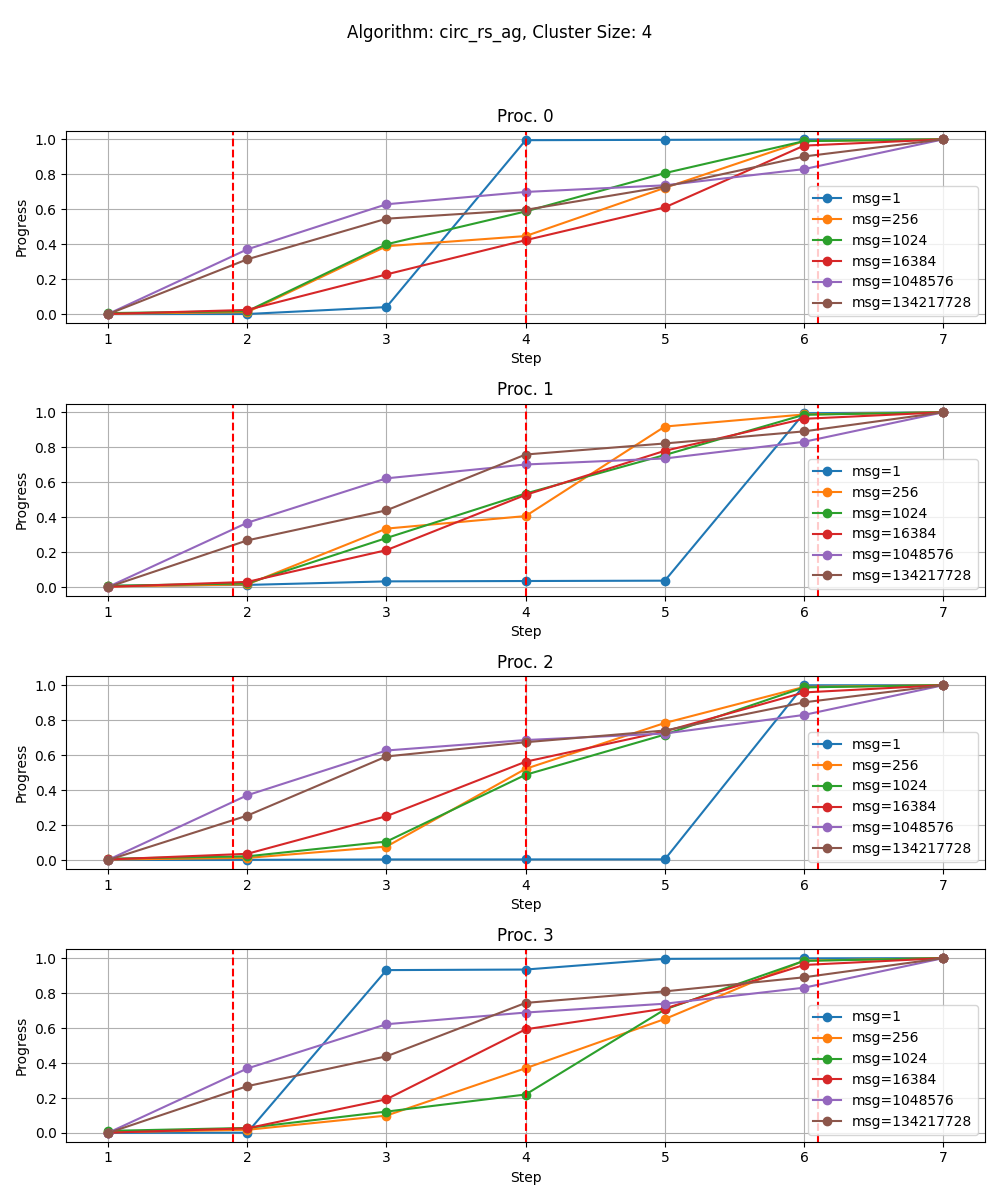 Algorithm: circ_rs_ag, Cluster Size: 4
Proc. 0
Progress
1.0
0.8
0.6
0.4
0.2
0.0
msg=1
msg=256
msg=1024
msg=16384
msg=1048576
msg=134217728
1 2 3 4 5 6 7
Step
Proc. 1
Progress
1.0
0.8
0.6
0.4
0.2
0.0
msg=1
msg=256
msg=1024
msg=16384
msg=1048576
msg=134217728
1 2 3 4 5 6 7
Step
Proc. 2
Progress
1.0
0.8
0.6
0.4
0.2
0.0
msg=1
msg=256
msg=1024
msg=16384
msg=1048576
msg=134217728
1 2 3 4 5 6 7
Step
Proc. 3
Progress
1.0
0.8
0.6
0.4
0.2
0.0
msg=1
msg=256
msg=1024
msg=16384
msg=1048576
msg=134217728
1 2 3 4 5 6 7
Step